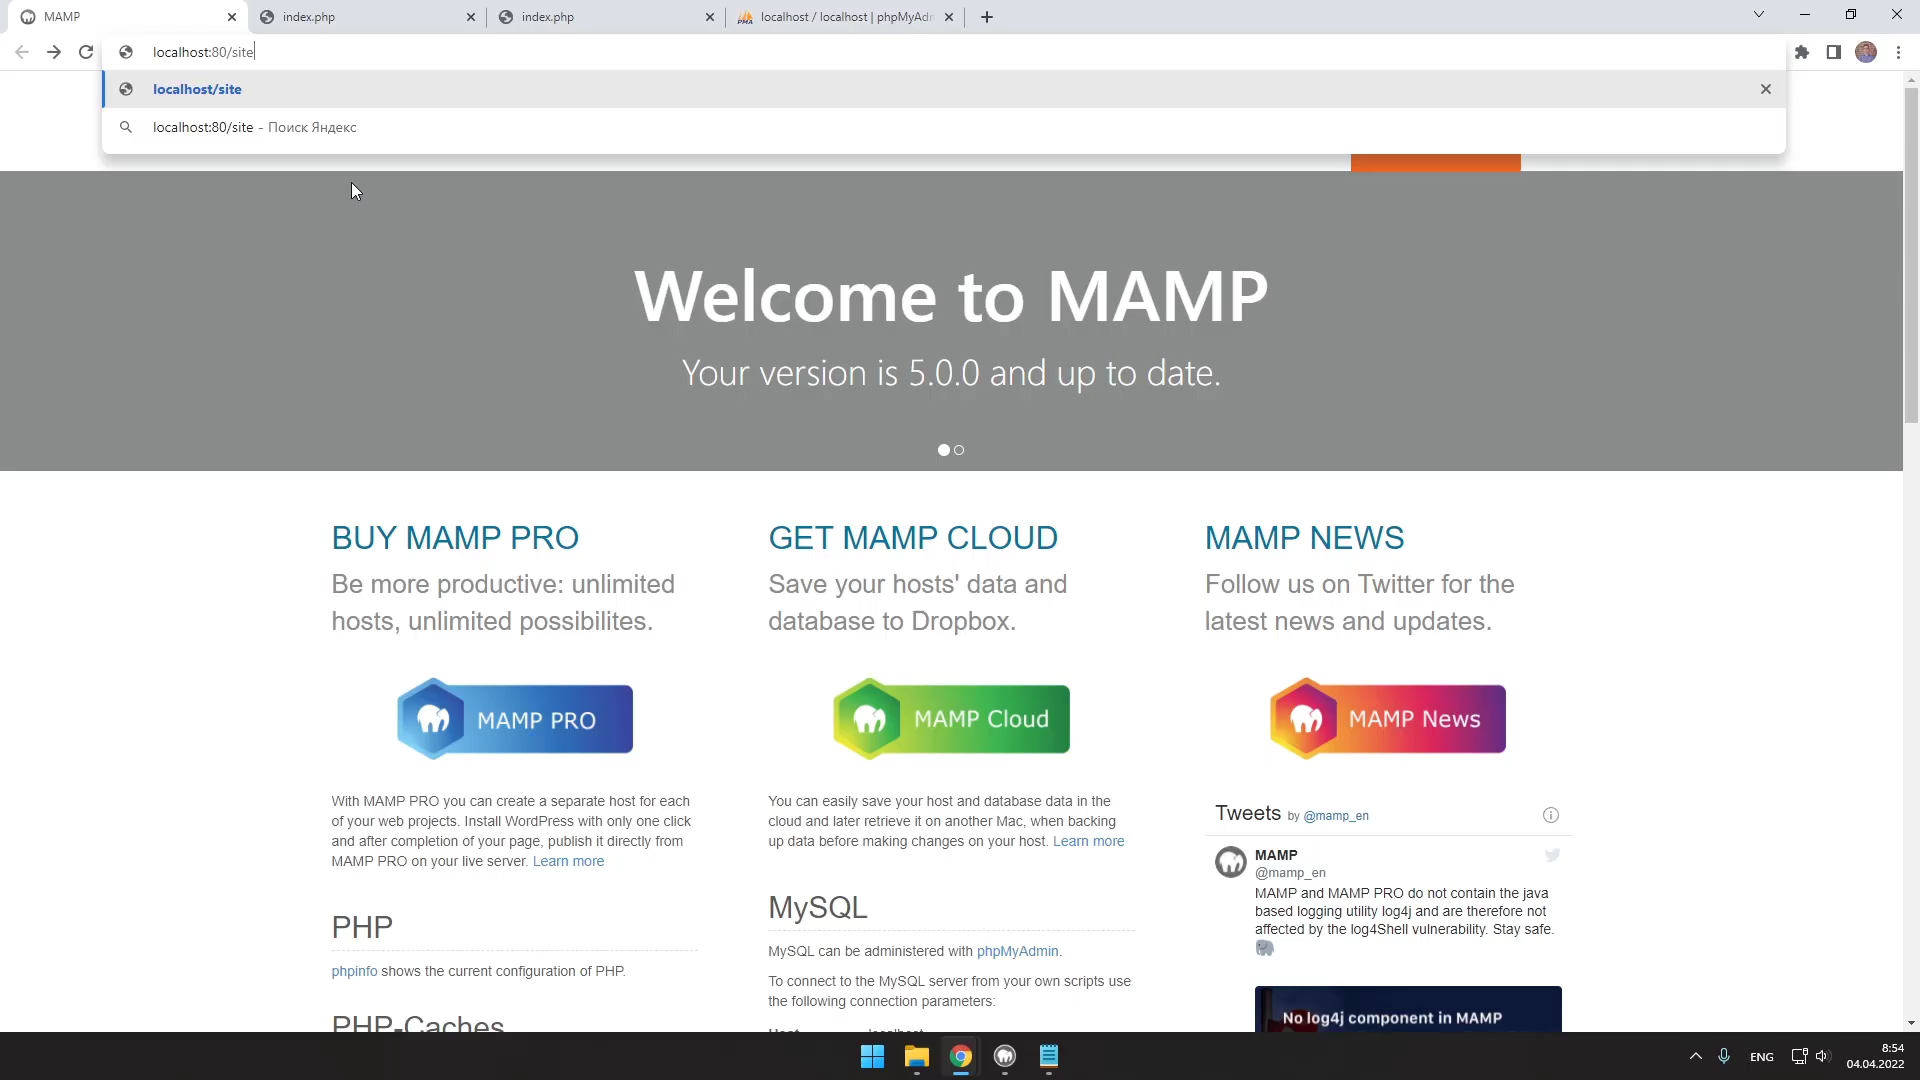 MAMP
index.php
index.php
localhost / localhost | phpMyAdm
localhost:80/site
localhost/site
localhost:80/site - Поиск Яндекс
Welcome to MAMP
Your version is 5.0.0 and up to date.
BUY MAMP PRO
Be more productive: unlimited
hosts, unlimited possibilites.
MAMP PRO
With MAMP PRO you can create a separate host for each
of your web projects. Install WordPress with only one click
and after completion of your page, publish it directly from
MAMP PRO on your live server. Learn more
PHP
phpinfo shows the current configuration of PHP.
PHP-Caches
GET MAMP CLOUD
Save your hosts' data and
database to Dropbox.
MAMP Cloud
You can easily save your host and database data in the
cloud and later retrieve it on another Mac, when backing
up data before making changes on your host. Learn more
MySQL
MySQL can be administered with phpMyAdmin.
To connect to the MySQL server from your own scripts use
the following connection parameters:
Host localhost
MAMP NEWS
Follow us on Twitter for the
latest news and updates.
MAMP News
Tweets by @mamp_en
MAMP
@mamp_en
MAMP and MAMP PRO do not contain the java
based logging utility log4j and are therefore not
affected by the log4Shell vulnerability. Stay safe.
No log4j component in MAMP
ENG
8:54
04.04.2022